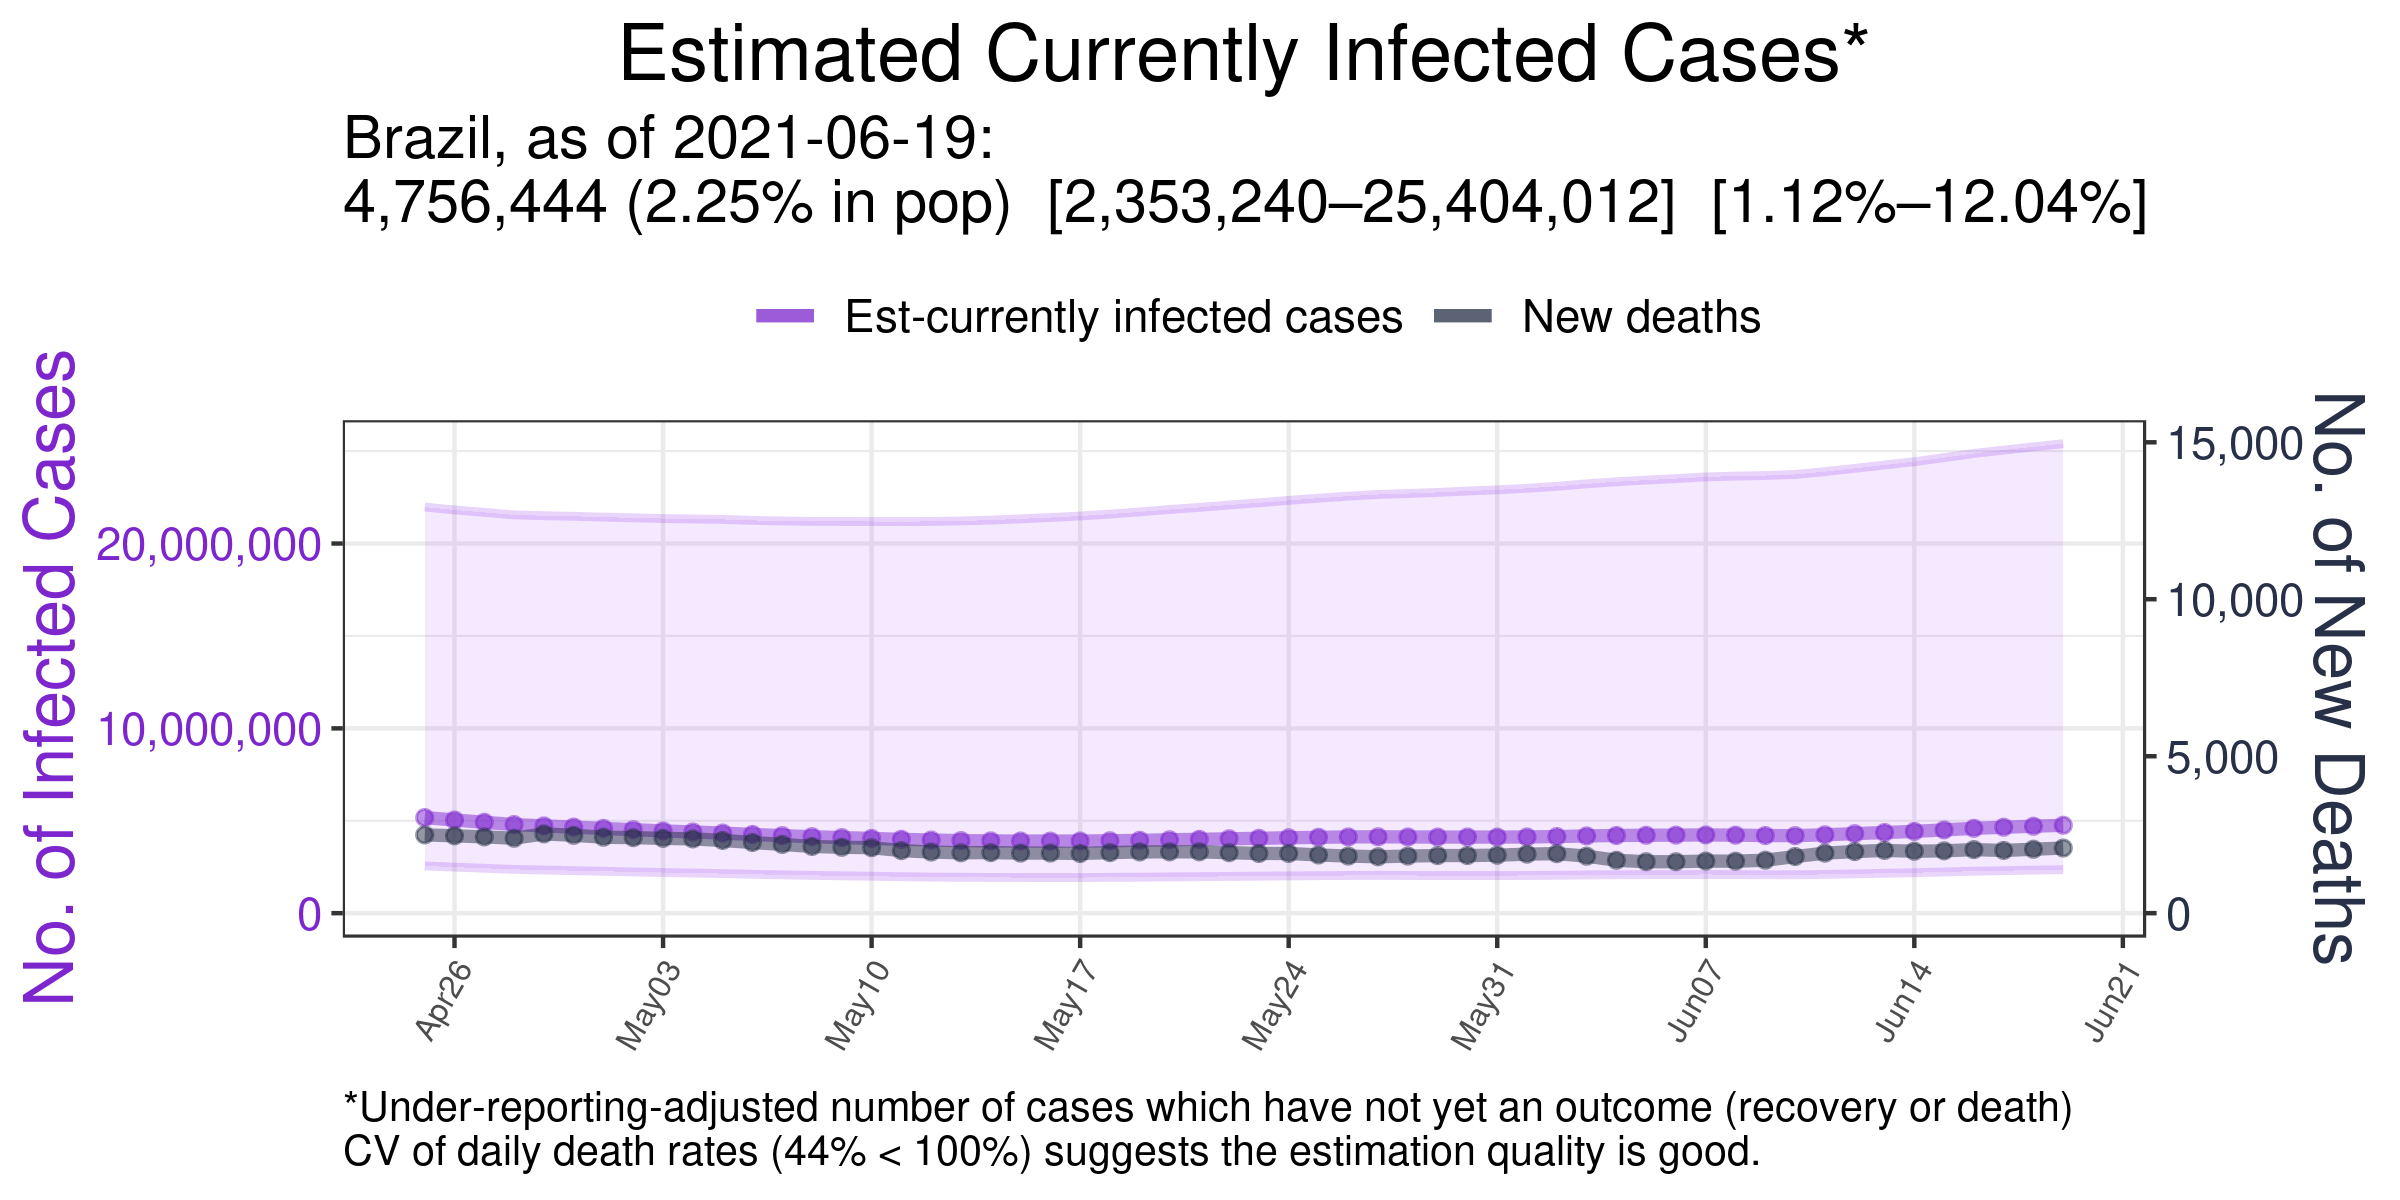 Estimated Currently Infected Cases*
Brazil, as of 2021-06-19:
4,756,444 (2.25% in pop) [2,353,240–25,404,012] [1.12%–12.04%]
Est-currently infected cases
New deaths
No. of Infected Cases
20,000,000
10,000,000
0
15,000
10,000
5,000
0
No. of New Deaths
Apr26
May03
May10
May17
May24
May31
Jun07
Jun14
Jun21
*Under-reporting-adjusted number of cases which have not yet an outcome (recovery or death)
CV of daily death rates (44% < 100%) suggests the estimation quality is good.